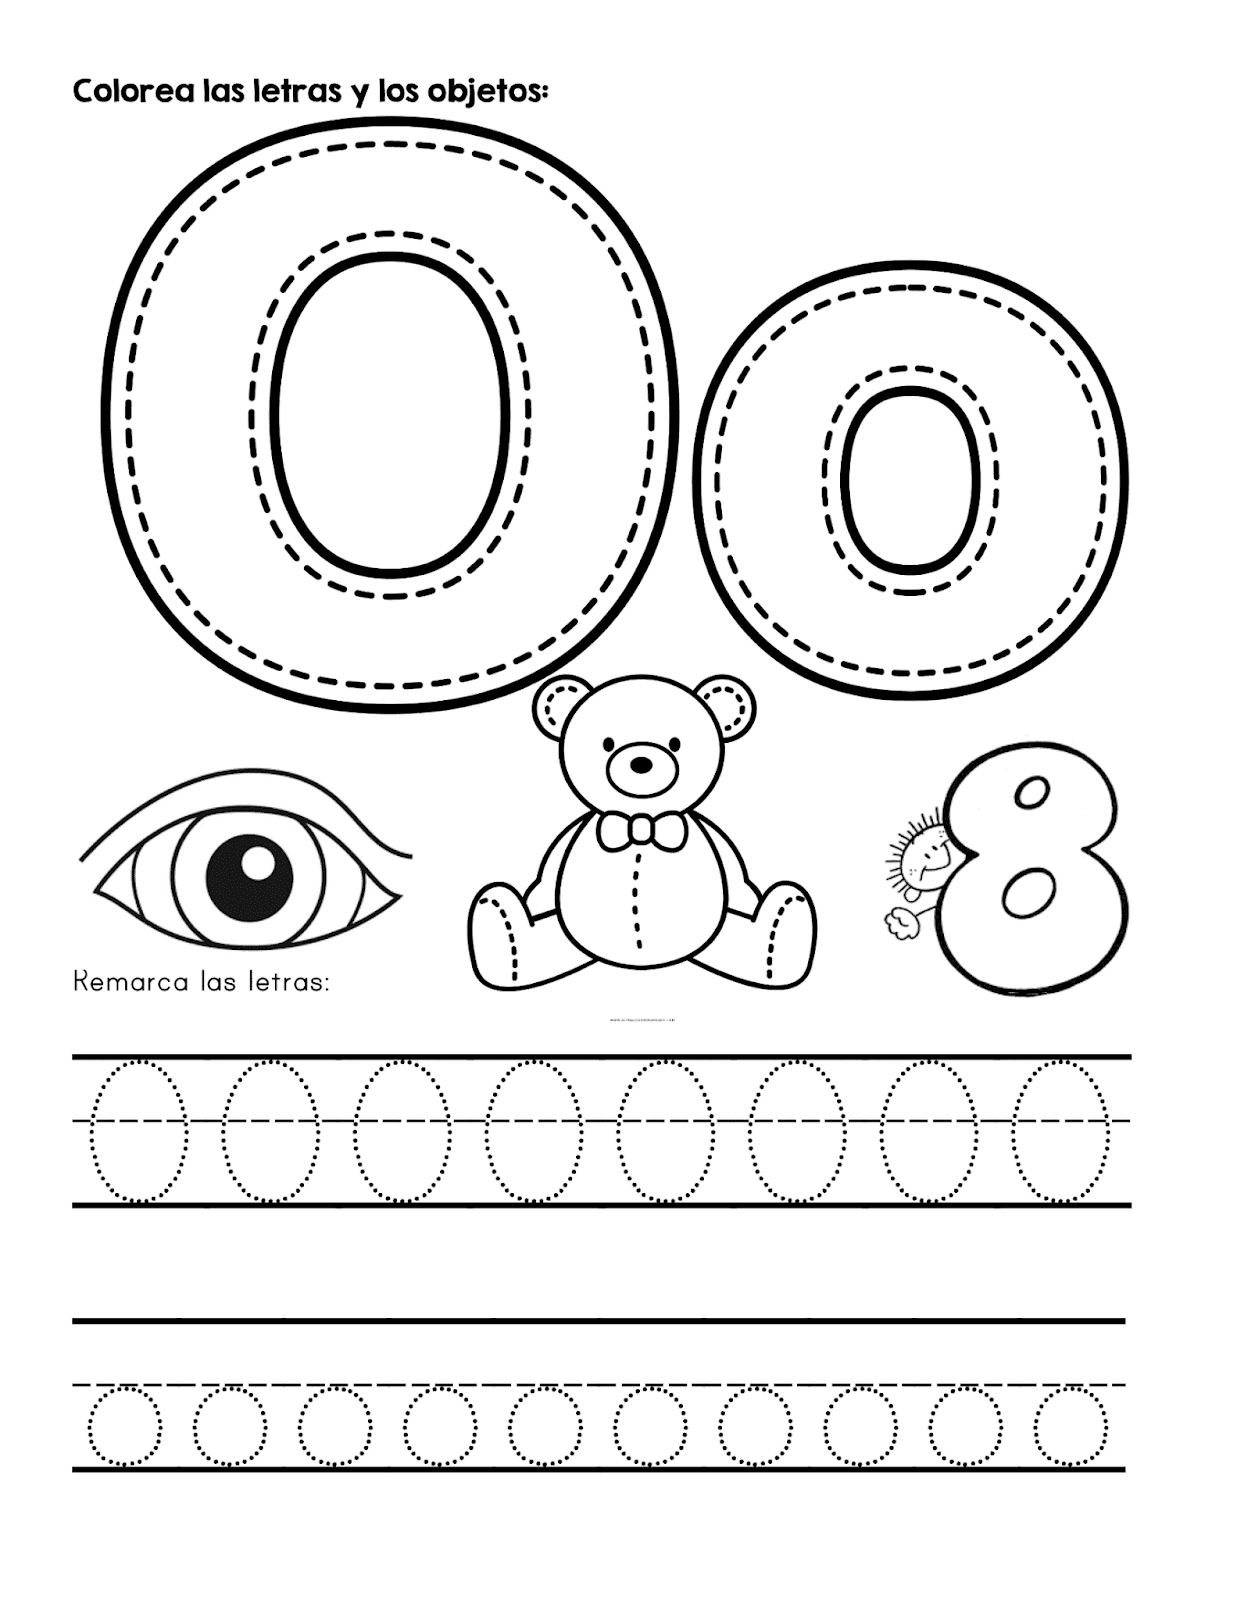 Colorea las letras y los objetos:
O o
8
Remarca las letras:
O O O O O O O O
o o o o o o o o o o